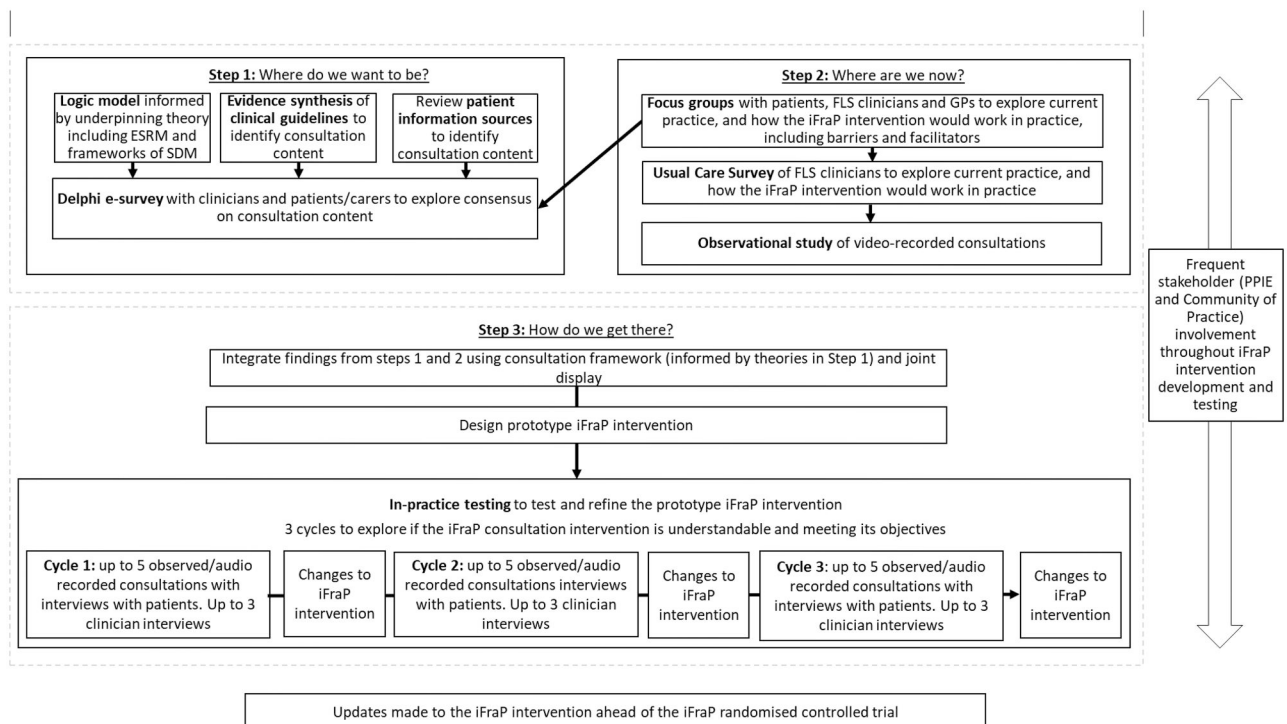 Step 1: Where do we want to be?
Logic model informed
by underpinning theory
including ESRM and
frameworks of SDM
Evidence synthesis of
clinical guidelines to
identify consultation
content
Review patient
information sources
to identify
consultation content
Delphi e-survey with clinicians and patients/carers to explore consensus
on consultation content
Step 2: Where are we now?
Focus groups with patients, FLS clinicians and GPs to explore current
practice, and how the iFraP intervention would work in practice,
including barriers and facilitators
Usual Care Survey of FLS clinicians to explore current practice, and
how the iFraP intervention would work in practice
Observational study of video-recorded consultations
Frequent
stakeholder (PPIE
and Community of
Practice)
involvement
throughout iFraP
intervention
development and
testing
Step 3: How do we get there?
Integrate findings from steps 1 and 2 using consultation framework (informed by theories in Step 1) and joint
display
Design prototype iFraP intervention
In-practice testing to test and refine the prototype iFraP intervention
3 cycles to explore if the iFraP consultation intervention is understandable and meeting its objectives
Cycle 1: up to 5 observed/audio
recorded consultations with
interviews with patients. Up to 3
clinician interviews
Changes to
iFraP
intervention
Cycle 2: up to 5 observed/audio
recorded consultations interviews
with patients. Up to 3 clinician
interviews
Changes to
iFraP
intervention
Cycle 3: up to 5 observed/audio
recorded consultations with
interviews with patients. Up to 3
clinician interviews
Changes to
iFraP
intervention
Updates made to the iFraP intervention ahead of the iFraP randomised controlled trial